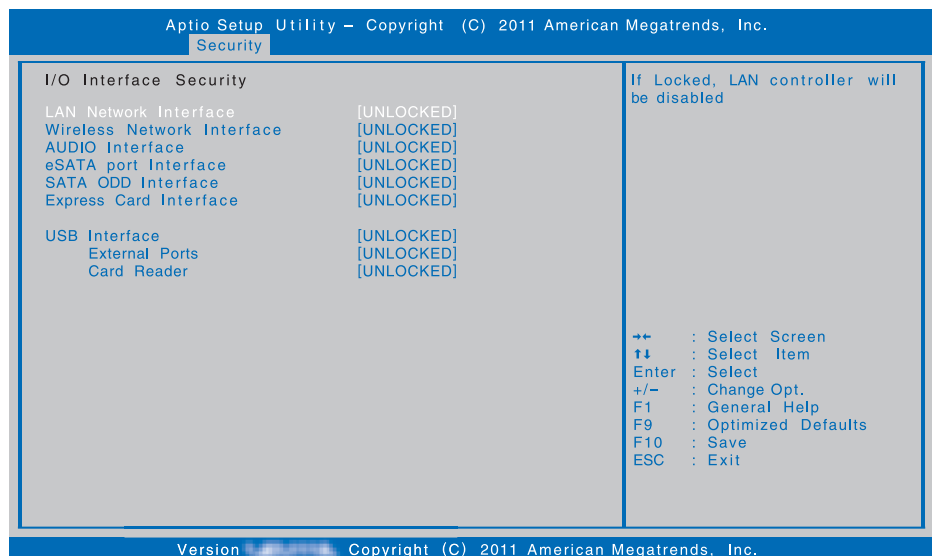 Aptio Setup Utility – Copyright (C) 2011 American Megatrends, Inc.
Security
I/O Interface Security
LAN Network Interface [UNLOCKED]
Wireless Network Interface [UNLOCKED]
AUDIO Interface [UNLOCKED]
eSATA port Interface [UNLOCKED]
SATA ODD Interface [UNLOCKED]
Express Card Interface [UNLOCKED]
USB Interface [UNLOCKED]
External Ports [UNLOCKED]
Card Reader [UNLOCKED]
If Locked, LAN controller will
be disabled
→← : Select Screen
↑↓ : Select Item
Enter : Select
+/– : Change Opt.
F1 : General Help
F9 : Optimized Defaults
F10 : Save
ESC : Exit
Version Copyright (C) 2011 American Megatrends, Inc.